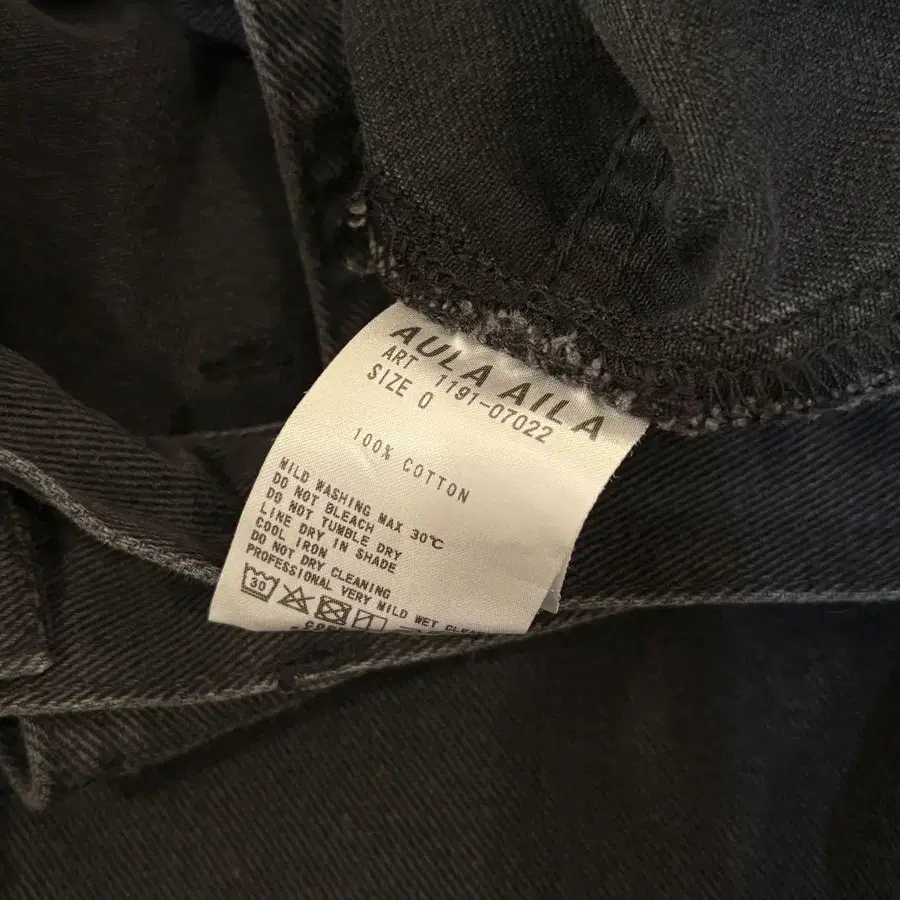 AULA AILA
ART 1191-07022
SIZE 0
100% COTTON
MILD WASHING MAX 30℃
DO NOT BLEACH
DO NOT TUMBLE DRY
LINE DRY IN SHADE
COOL IRON
DO NOT DRY CLEANING
PROFESSIONAL VERY MILD WET
30